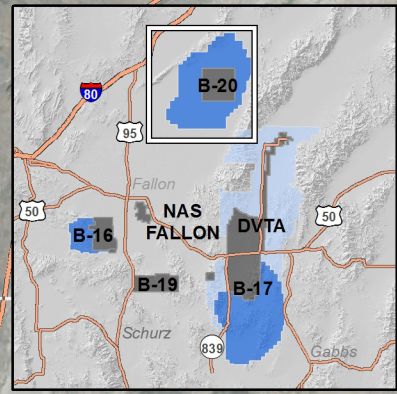 B-20
80
95
Fallon
50
NAS
FALLON
DVTA
50
B-16
B-19
B-17
Schurz
839
Gabbs